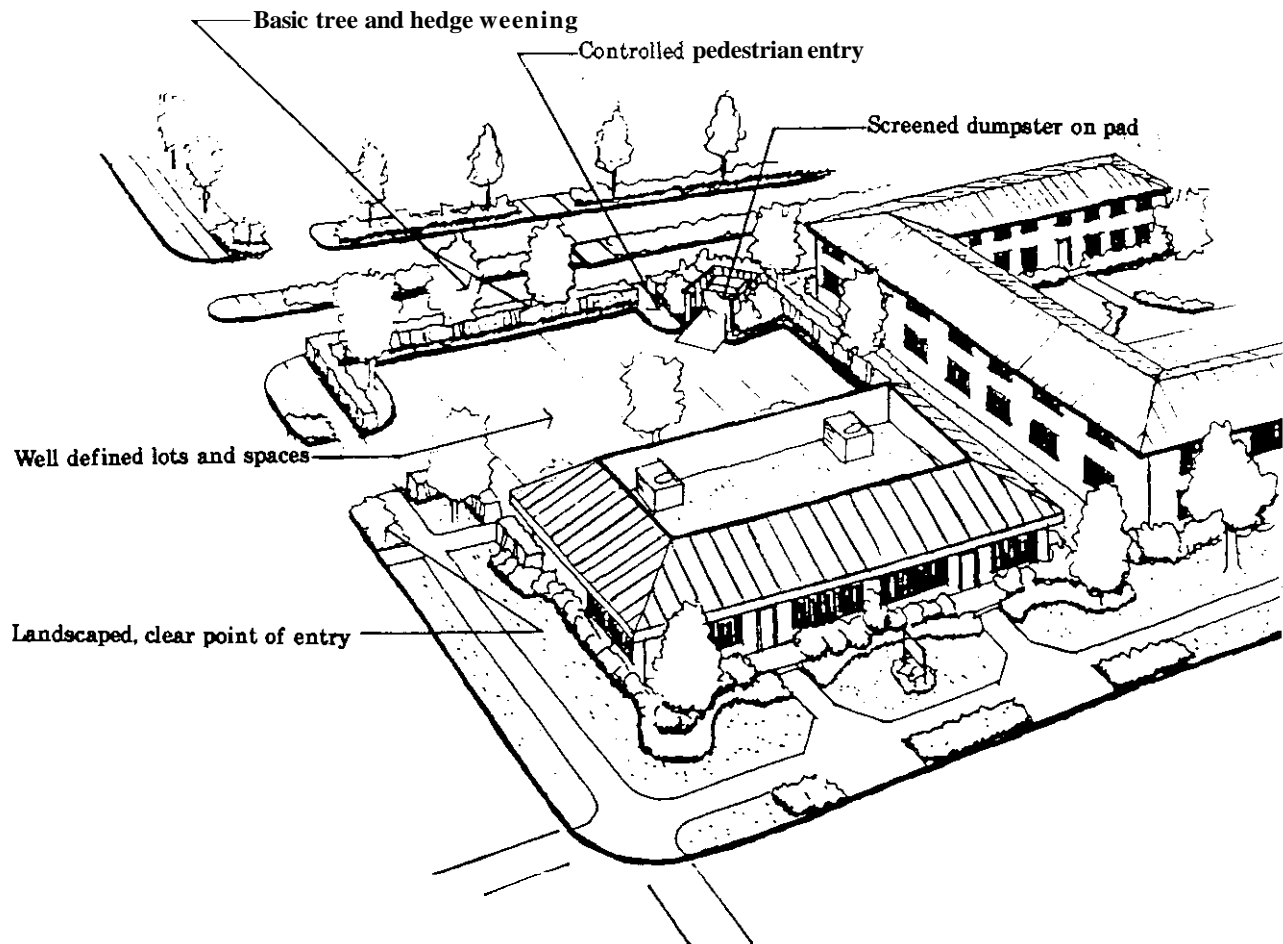 Basic tree and hedge weening
Controlled pedestrian entry
Screened dumpster on pad
Well defined lots and spaces
Landscaped, clear point of entry